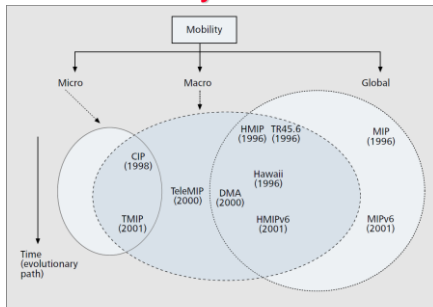 Mobility
Micro
Macro
Global
HMIP TR45.6
(1996) (1996)
MIP
(1996)
CIP
(1998)
Hawaii
(1996)
TeleMIP
(2000)
DMA
(2000)
TMIP
(2001)
HMIPv6
(2001)
MIPv6
(2001)
Time
(evolutionary
path)